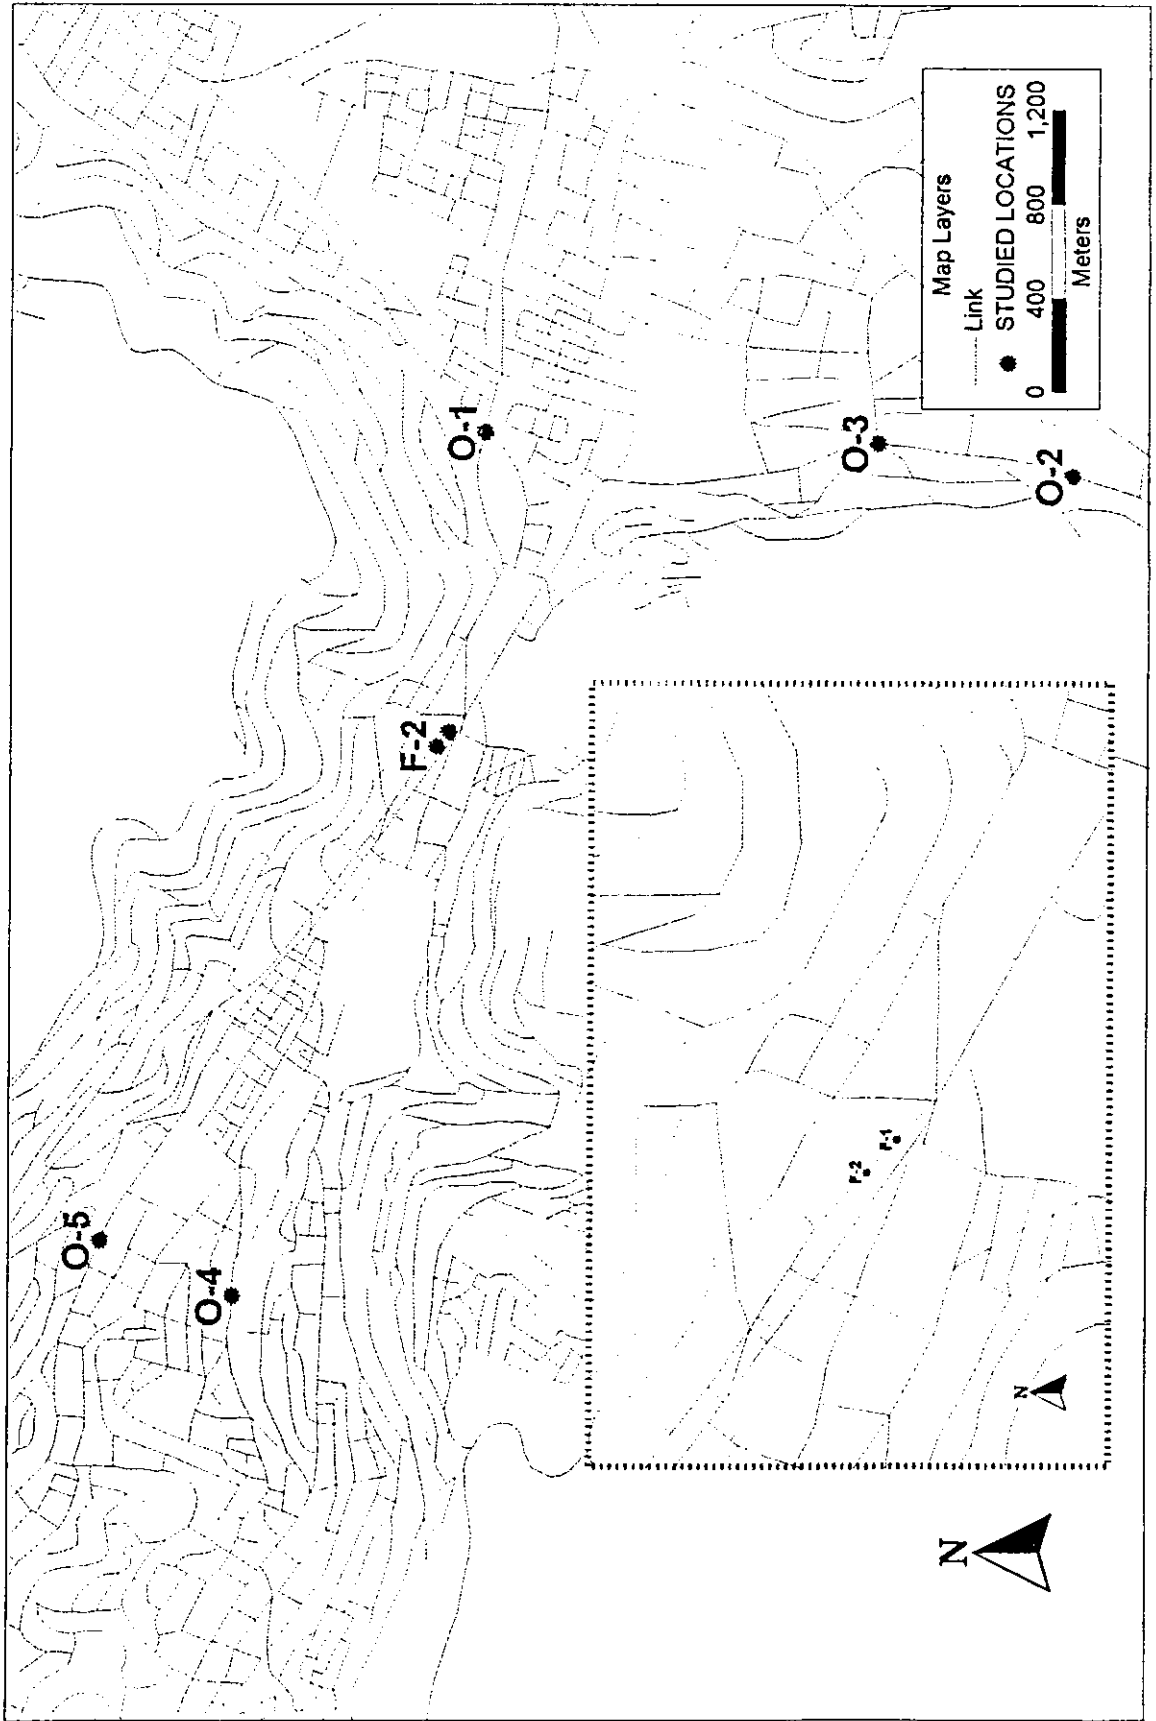 O-5
O-4
F-2
O-1
O-3
O-2
Map Layers
Link
STUDIED LOCATIONS
0 400 800 1,200
Meters
F-2
F-1
N
N